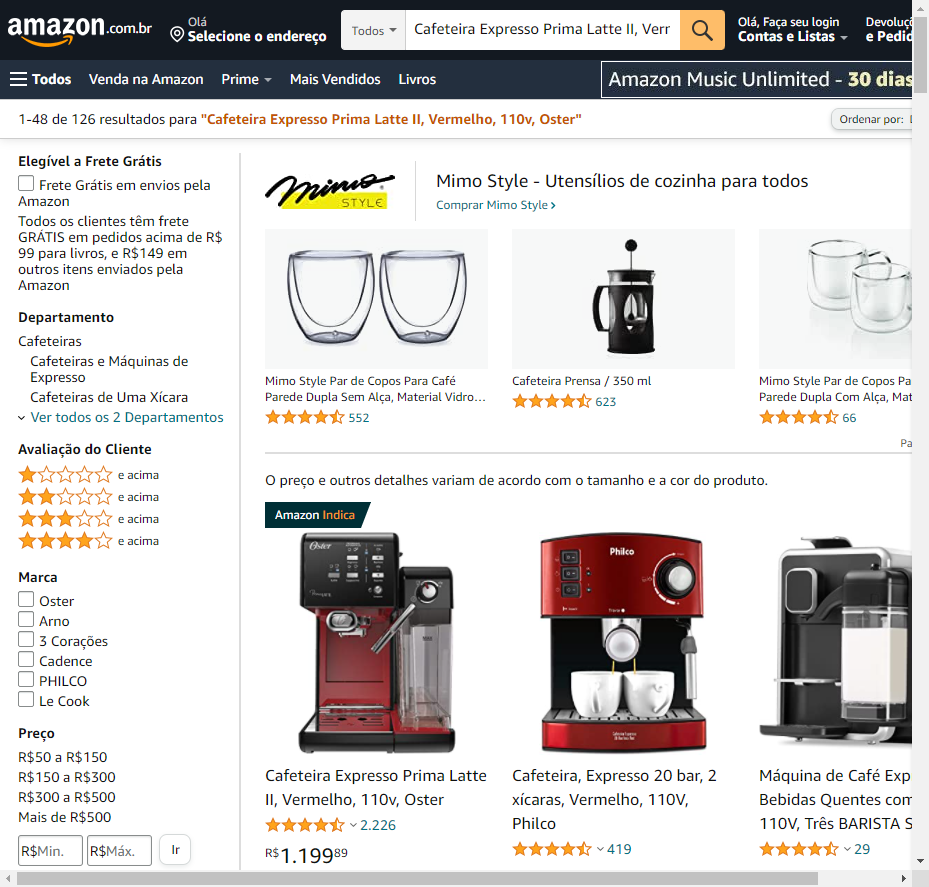 amazon.com.br
Olá
Selecione o endereço
Todos
Cafeteira Expresso Prima Latte II, Verr
Olá, Faça seu login
Contas e Listas
Devoluç
e Pedid
Todos
Venda na Amazon
Prime
Mais Vendidos
Livros
Amazon Music Unlimited - 30 dias
1-48 de 126 resultados para "Cafeteira Expresso Prima Latte II, Vermelho, 110v, Oster"
Ordenar por:
Elegível a Frete Grátis
Frete Grátis em envios pela
Amazon
Todos os clientes têm frete
GRÁTIS em pedidos acima de R$
99 para livros, e R$149 em
outros itens enviados pela
Amazon
Departamento
Cafeteiras
Cafeteiras e Máquinas de
Expresso
Cafeteiras de Uma Xícara
Ver todos os 2 Departamentos
Avaliação do Cliente
e acima
e acima
e acima
e acima
Marca
Oster
Arno
3 Corações
Cadence
PHILCO
Le Cook
Preço
R$50 a R$150
R$150 a R$300
R$300 a R$500
Mais de R$500
R$Min.
R$Máx.
Ir
mimo
STYLE
Mimo Style - Utensílios de cozinha para todos
Comprar Mimo Style ›
Mimo Style Par de Copos Para Café
Parede Dupla Sem Alça, Material Vidro...
552
Cafeteira Prensa / 350 ml
623
Mimo Style Par de Copos Pa
Parede Dupla Com Alça, Mat
66
Pa
O preço e outros detalhes variam de acordo com o tamanho e a cor do produto.
Amazon Indica
Oster
Philco
Cafeteira Expresso Prima Latte
II, Vermelho, 110v, Oster
2.226
R$1.19989
Cafeteira, Expresso 20 bar, 2
xícaras, Vermelho, 110V,
Philco
419
Máquina de Café Exp
Bebidas Quentes com
110V, Três BARISTA S
29